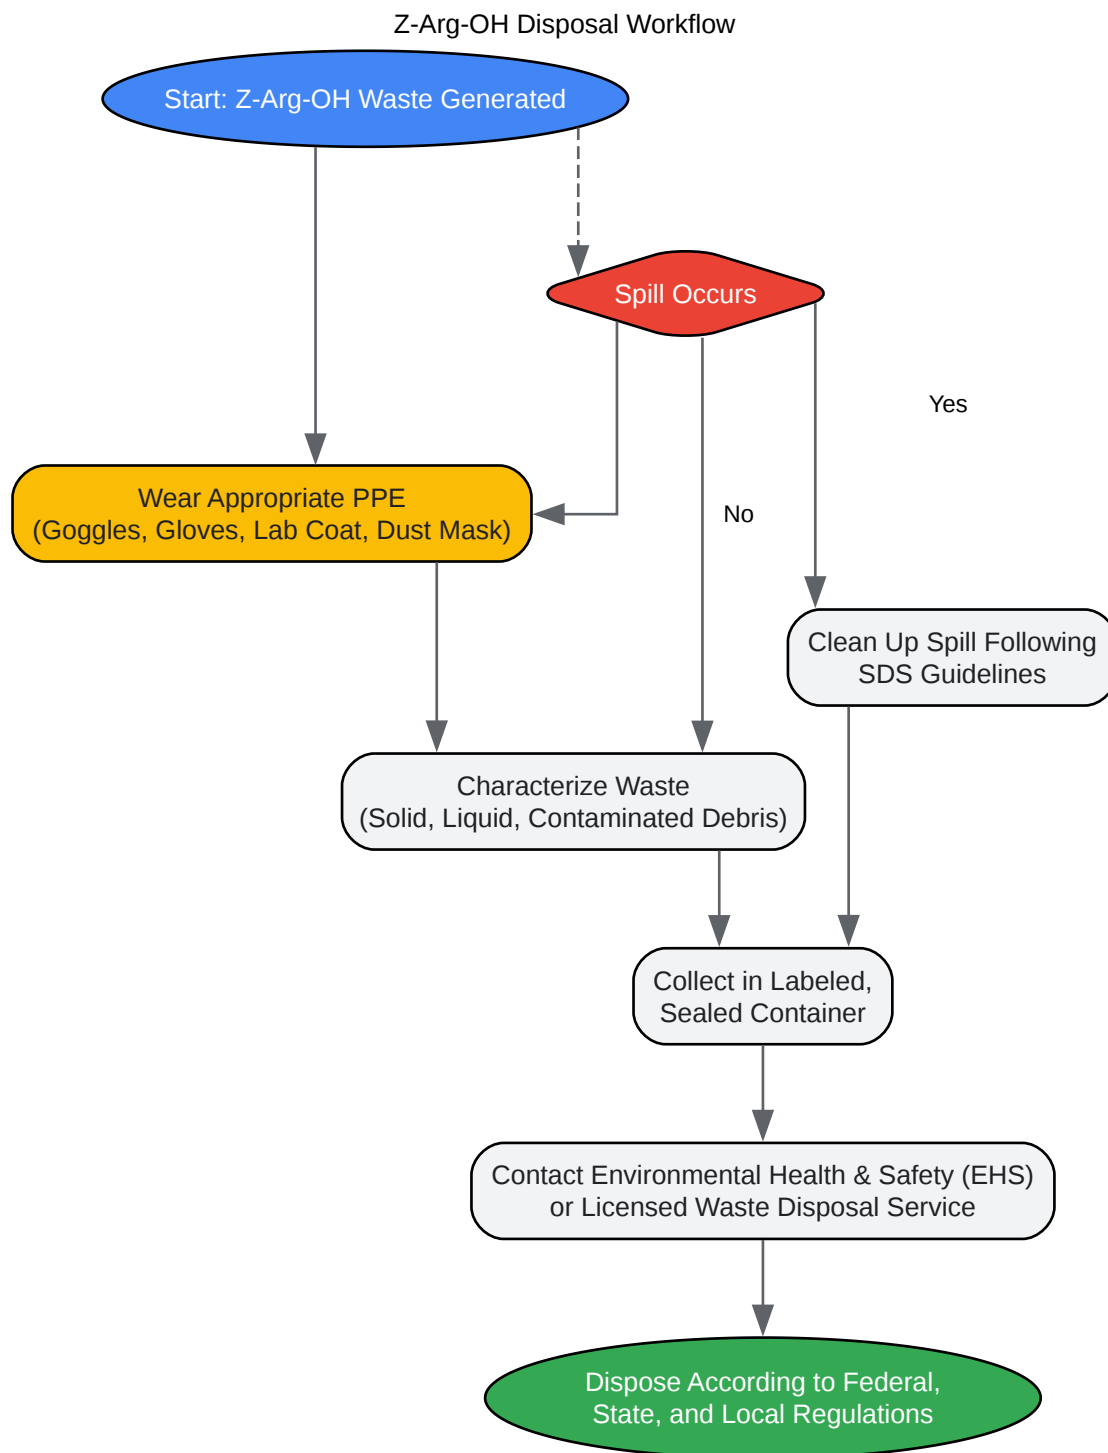 Z-Arg-OH Disposal Workflow
Start: Z-Arg-OH Waste Generated
Spill Occurs
Yes
Wear Appropriate PPE
(Goggles, Gloves, Lab Coat, Dust Mask)
No
Clean Up Spill Following
SDS Guidelines
Characterize Waste
(Solid, Liquid, Contaminated Debris)
Collect in Labeled,
Sealed Container
Contact Environmental Health & Safety (EHS)
or Licensed Waste Disposal Service
Dispose According to Federal,
State, and Local Regulations